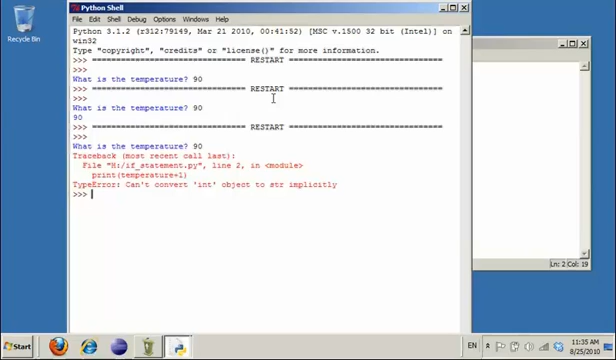 Recycle Bin
Python Shell
File Edit Shell Debug Options Windows Help
Python 3.1.2 (r312:79149, Mar 21 2010, 00:41:52) [MSC v.1500 32 bit (Intel)] on
win32
Type "copyright", "credits" or "license()" for more information.
>>> ================================ RESTART ================================
>>>
What is the temperature? 90
>>> ================================ RESTART ================================
>>>
What is the temperature? 90
90
>>> ================================ RESTART ================================
>>>
What is the temperature? 90
Traceback (most recent call last):
File "H:/if_statement.py", line 2, in <module>
print(temperature+1)
TypeError: Can't convert 'int' object to str implicitly
>>>
Ln: 2 Col: 19
Start
EN
11:35 AM
8/25/2010